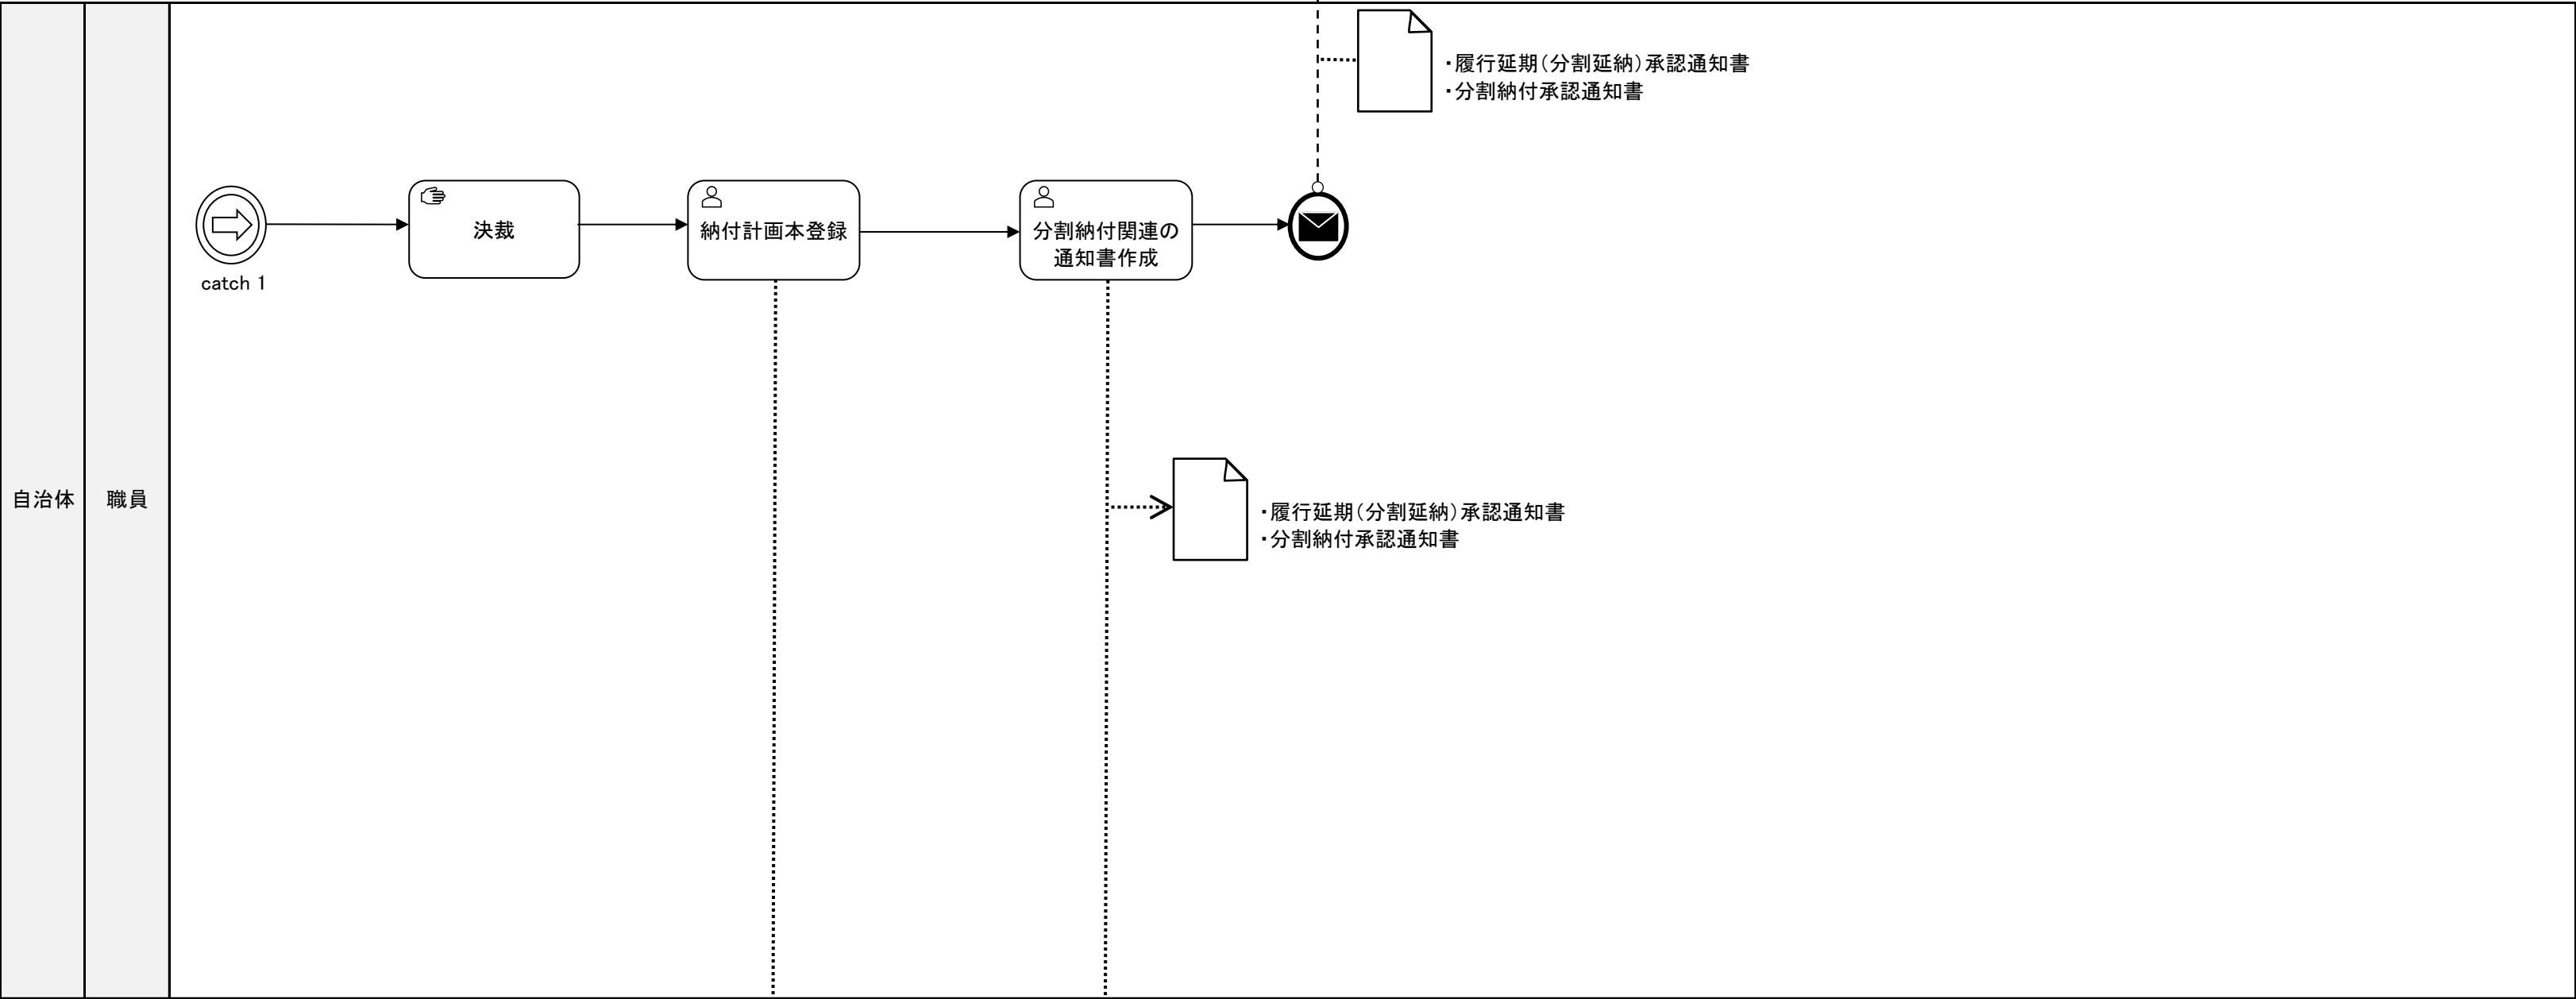 ・履行延期(分割延納)承認通知書
・分割納付承認通知書
決裁
納付計画本登録
分割納付関連の
通知書作成
catch 1
自治体
職員
・履行延期(分割延納)承認通知書
・分割納付承認通知書